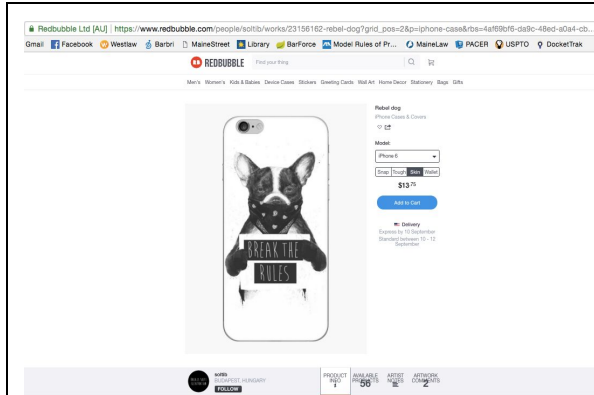 Redbubble Ltd [AU] | https://www.redbubble.com/people/soltib/works/23156162-rebel-dog?grid_pos=2&p=iphone-case&rbs=4af69bf6-da9c-48ed-a0a4-cb...
Gmail Facebook Westlaw Barbri MaineStreet Library BarForce Model Rules of Pr... MaineLaw PACER USPTO DocketTrak
REDBUBBLE Find your thing
Men's Women's Kids & Babies Device Cases Stickers Greeting Cards Wall Art Home Decor Stationery Bags Gifts
Rebel dog
iPhone Cases & Covers
Model:
iPhone 6
Snap Tough Skin Wallet
$13.75
Add to Cart
Delivery
Express by 10 September
Standard between 10 - 15
September
BREAK THE
RULES
soltib
BUDAPEST, HUNGARY
FOLLOW
PRODUCT INFO
AVAILABLE PRODUCTS 56
ARTIST NOTES
ARTWORK COMMENTS 2